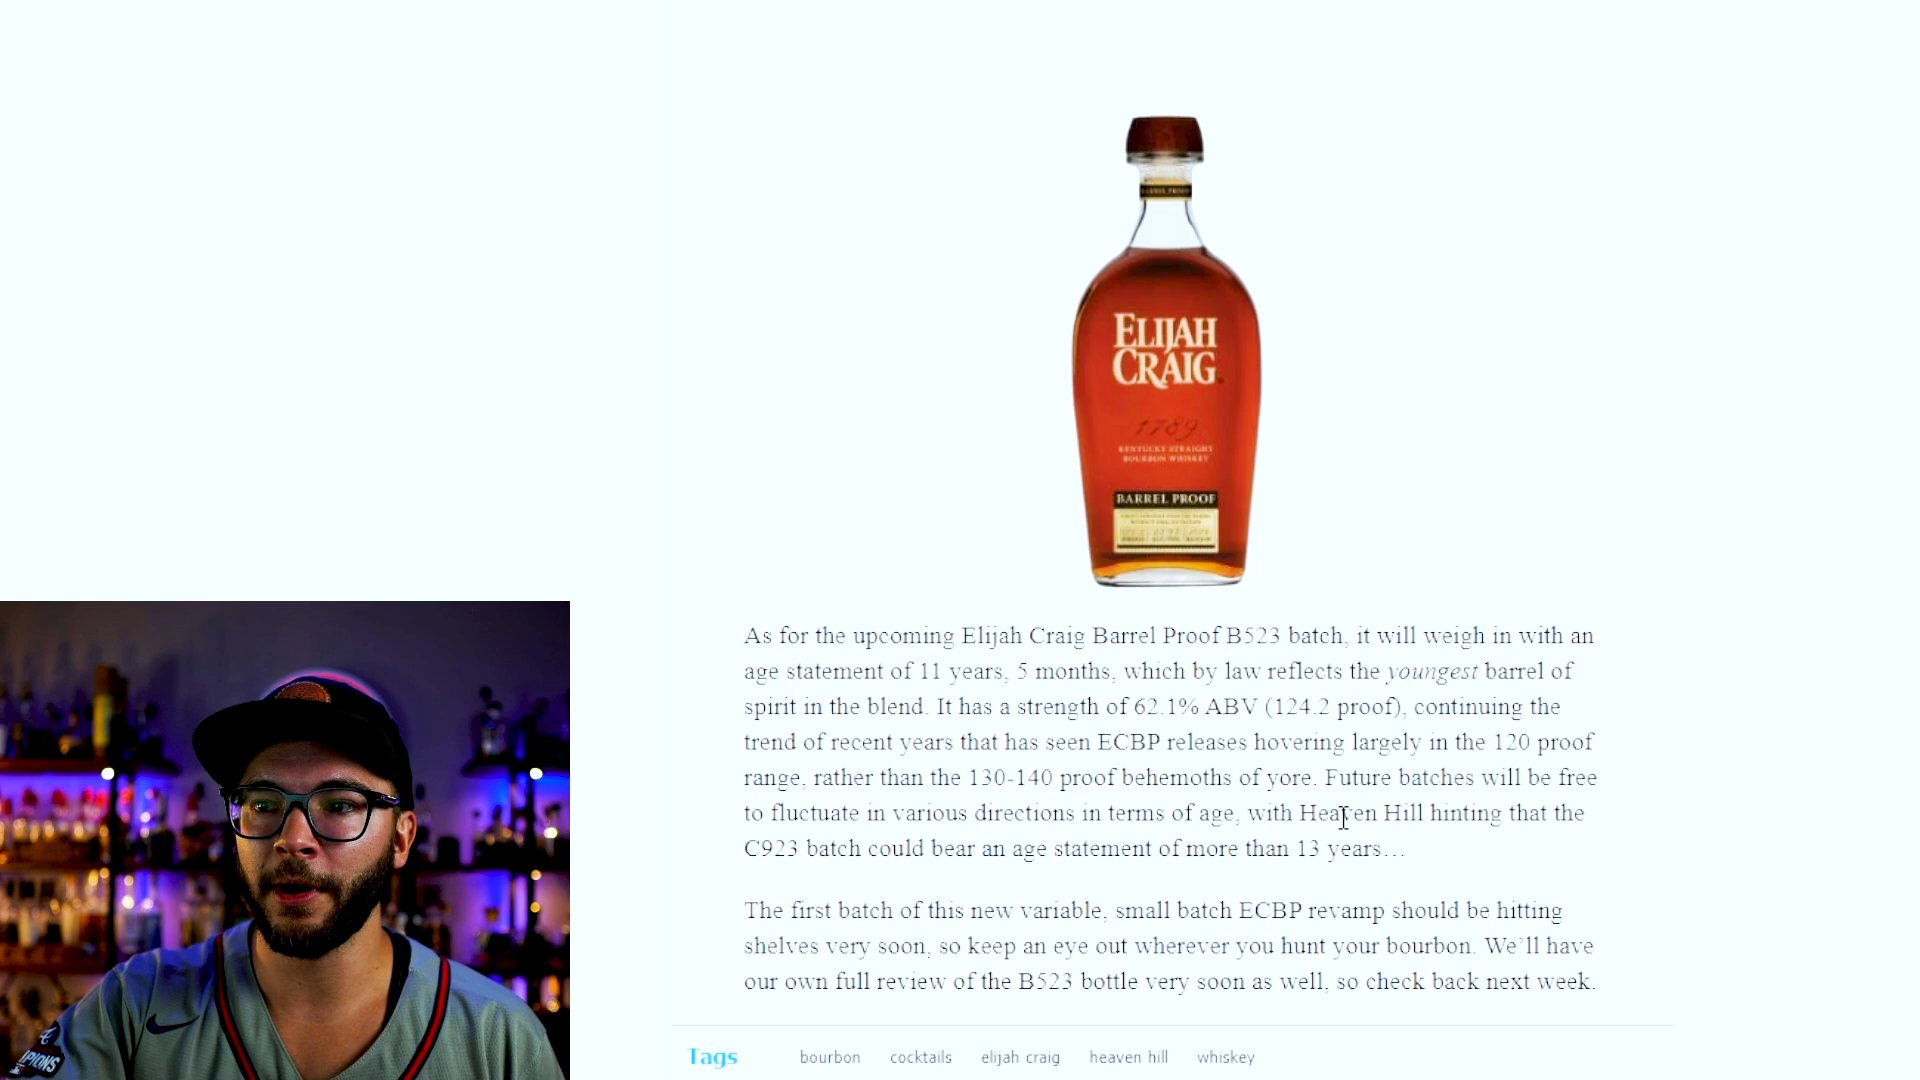 BARREL PROOF
ELIJAH
CRAIG
1789
KENTUCKY STRAIGHT
BOURBON WHISKEY
BARREL PROOF
As for the upcoming Elijah Craig Barrel Proof B523 batch, it will weigh in with an
age statement of 11 years, 5 months, which by law reflects the youngest barrel of
spirit in the blend. It has a strength of 62.1% ABV (124.2 proof), continuing the
trend of recent years that has seen ECBP releases hovering largely in the 120 proof
range, rather than the 130-140 proof behemoths of yore. Future batches will be free
to fluctuate in various directions in terms of age, with Heaven Hill hinting that the
C923 batch could bear an age statement of more than 13 years…
The first batch of this new variable, small batch ECBP revamp should be hitting
shelves very soon, so keep an eye out wherever you hunt your bourbon. We’ll have
our own full review of the B523 bottle very soon as well, so check back next week.
Tags bourbon cocktails elijah craig heaven hill whiskey